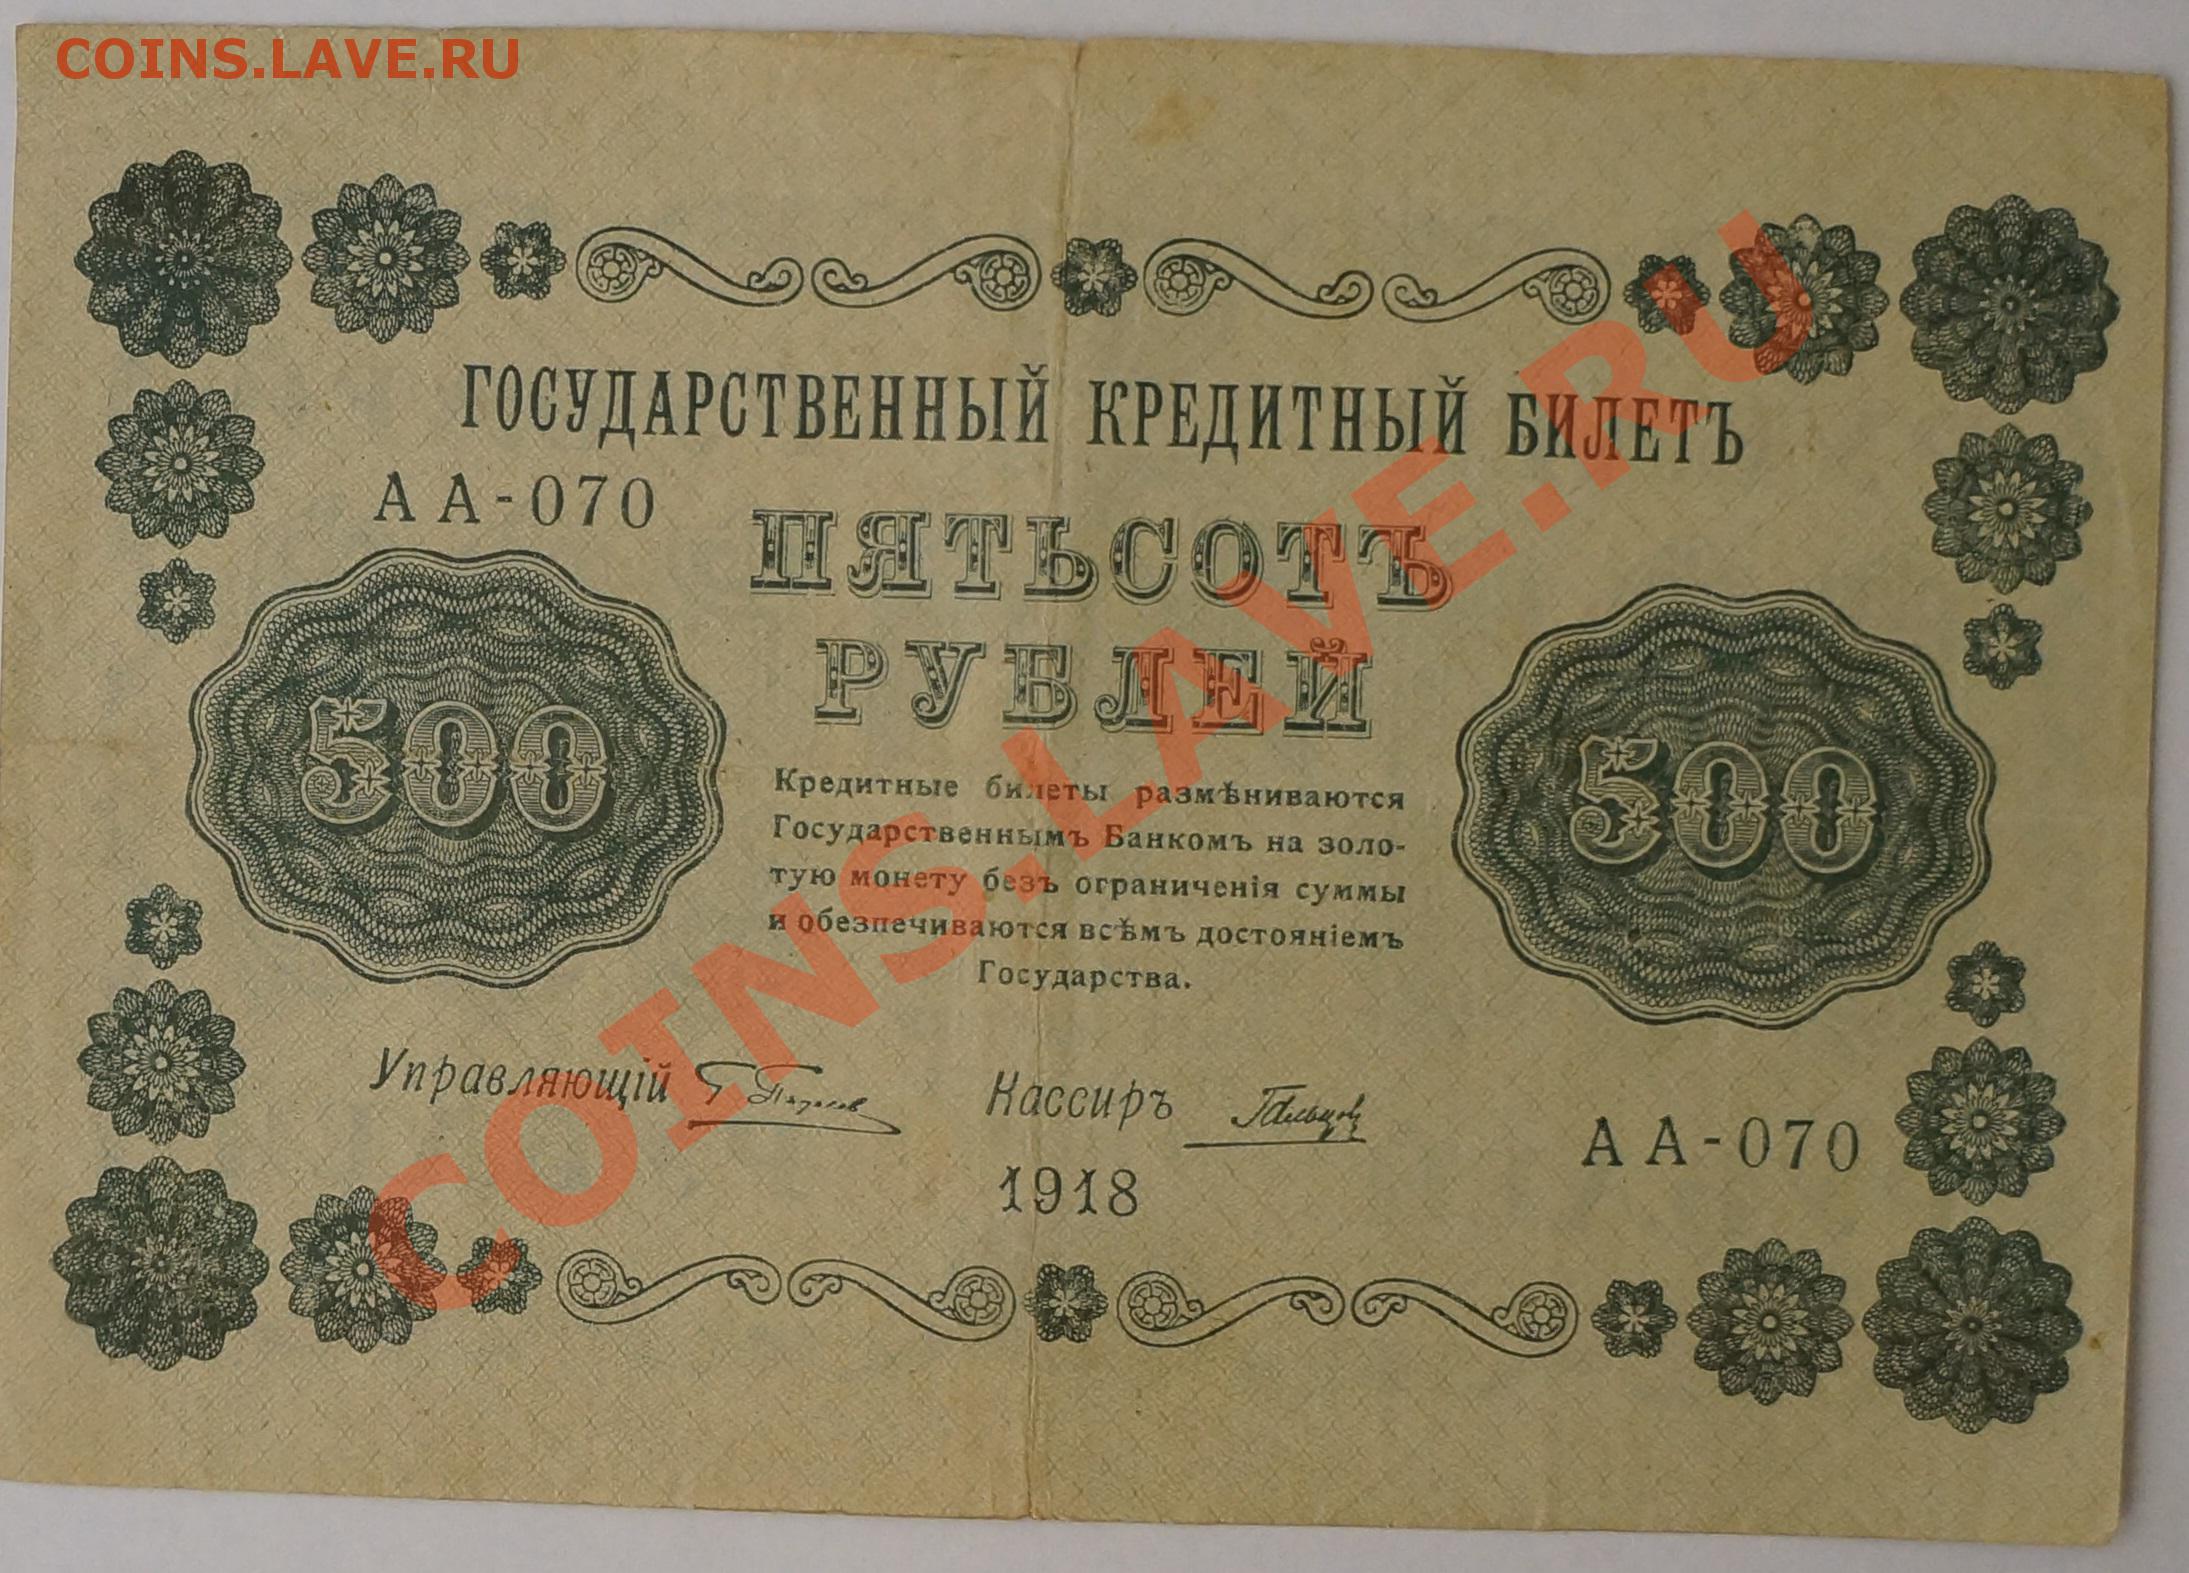 COINS.LAVE.RU
ГОСУДАРСТВЕННЫЙ КРЕДИТНЫЙ БИЛЕТЪ
АА-070
ПЯТЬСОТЪ
РУБЛЕЙ
500
500
Кредитные билеты размѣниваются
Государственнымъ Банкомъ на золо-
тую монету безъ ограниченія суммы
и обезпечиваются всѣмъ достояніемъ
Государства.
Управляющій
Кассиръ
АА-070
1918
COINS.LAVE.RU